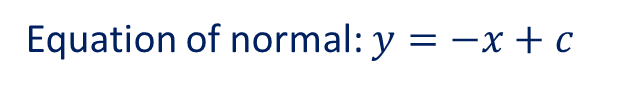 Equation of normal: y = −x + c